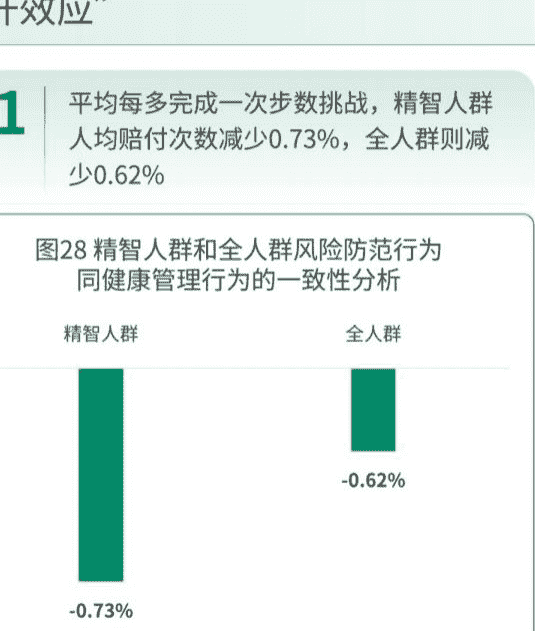 效应”
1
平均每多完成一次步数挑战，精智人群
人均赔付次数减少0.73%，全人群则减
少0.62%
图28 精智人群和全人群风险防范行为
同健康管理行为的一致性分析
精智人群
全人群
-0.62%
-0.73%